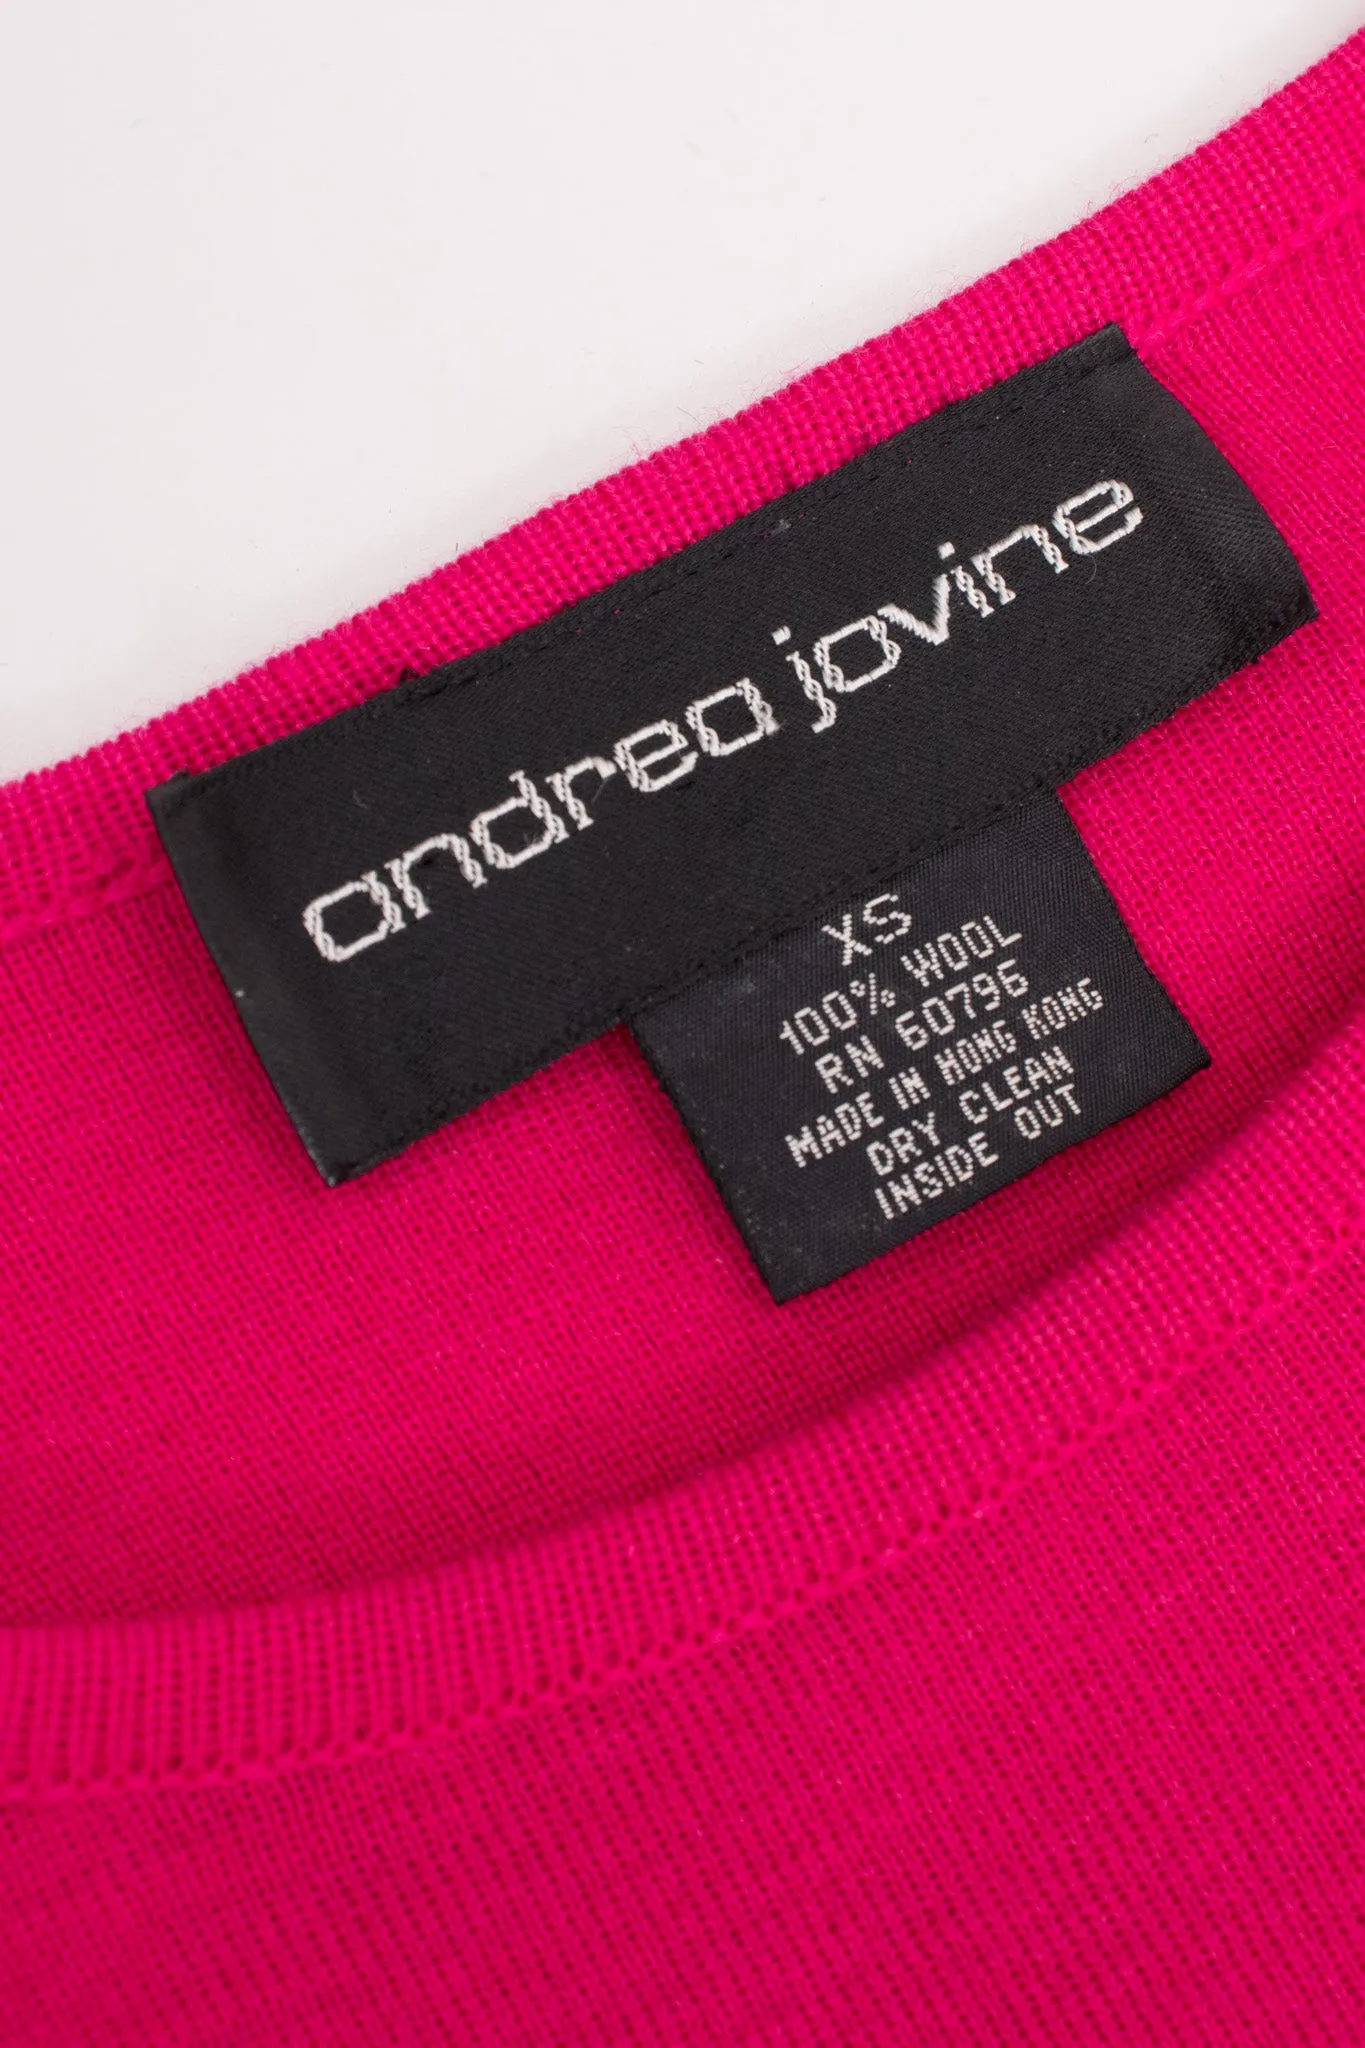 andrea jovine
XS
100% WOOL
RN 60796
MADE IN HONG KONG
DRY CLEAN
INSIDE OUT